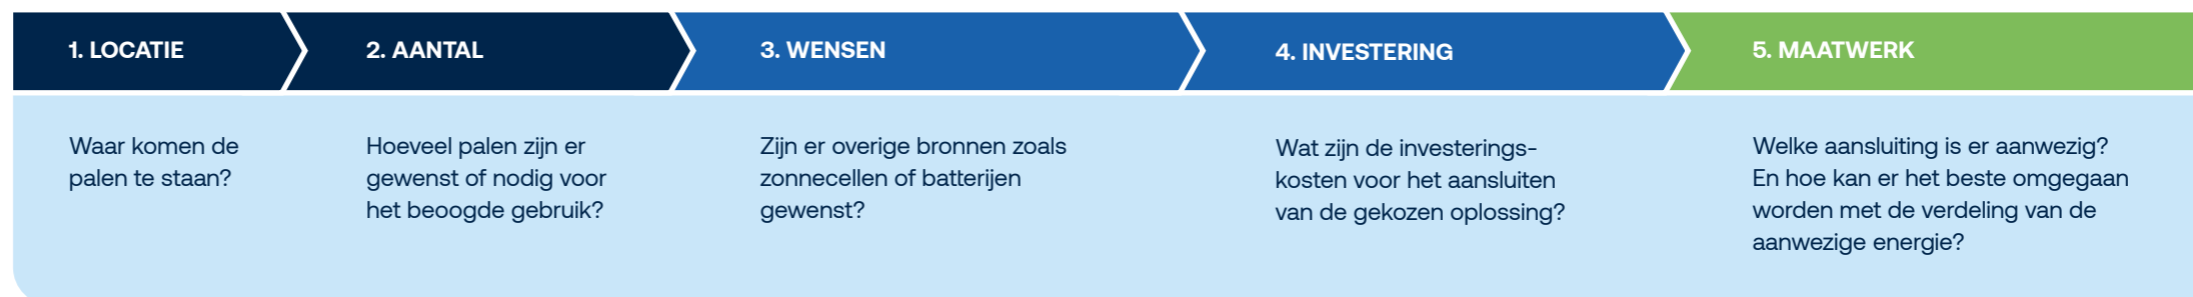 1. LOCATIE
Waar komen de
palen te staan?
2. AANTAL
Hoeveel palen zijn er
gewenst of nodig voor
het beoogde gebruik?
3. WENSEN
Zijn er overige bronnen zoals
zonnecellen of batterijen
gewenst?
4. INVESTERING
Wat zijn de investerings-
kosten voor het aansluiten
van de gekozen oplossing?
5. MAATWERK
Welke aansluiting is er aanwezig?
En hoe kan er het beste omgegaan
worden met de verdeling van de
aanwezige energie?